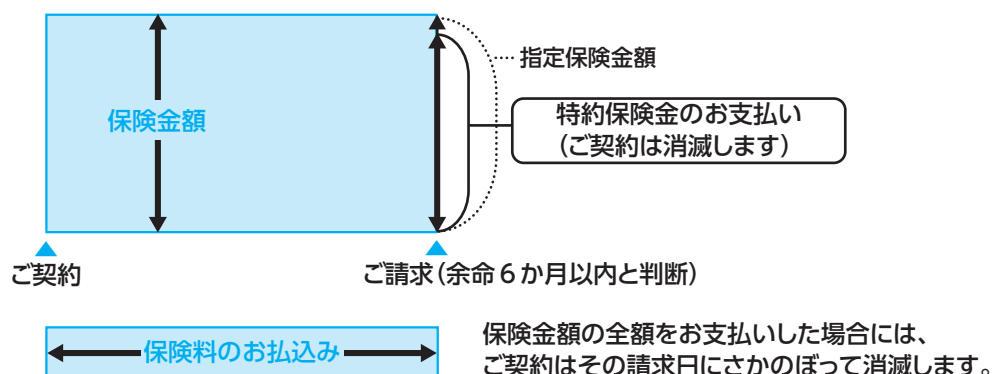 指定保険金額
保険金額
特約保険金のお支払い
（ご契約は消滅します）
ご契約
ご請求（余命6か月以内と判断）
保険料のお払込み
保険金額の全額をお支払いした場合には、
ご契約はその請求日にさかのぼって消滅します。